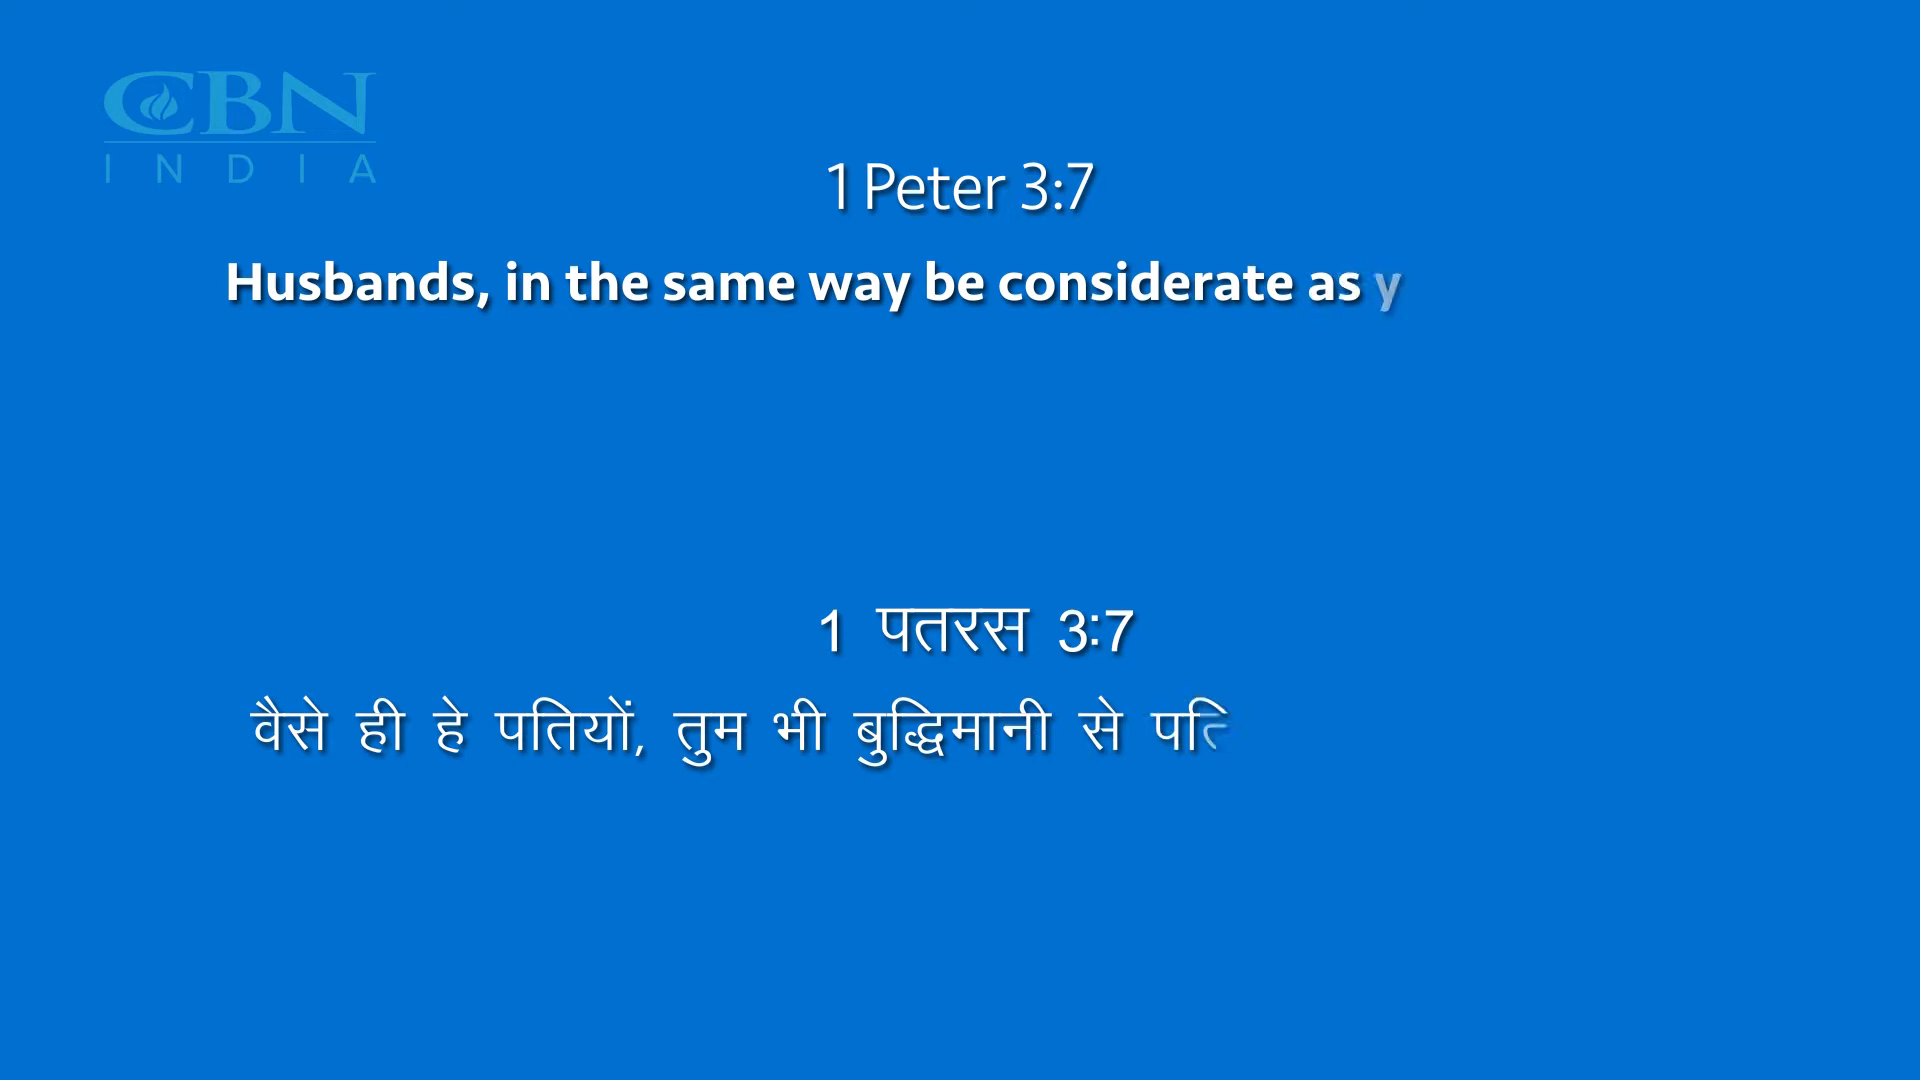 CBN
INDIA
1 Peter 3:7
Husbands, in the same way be considerate as y
1 पतरस 3:7
वैसे ही हे पतियों, तुम भी बुद्धिमानी से